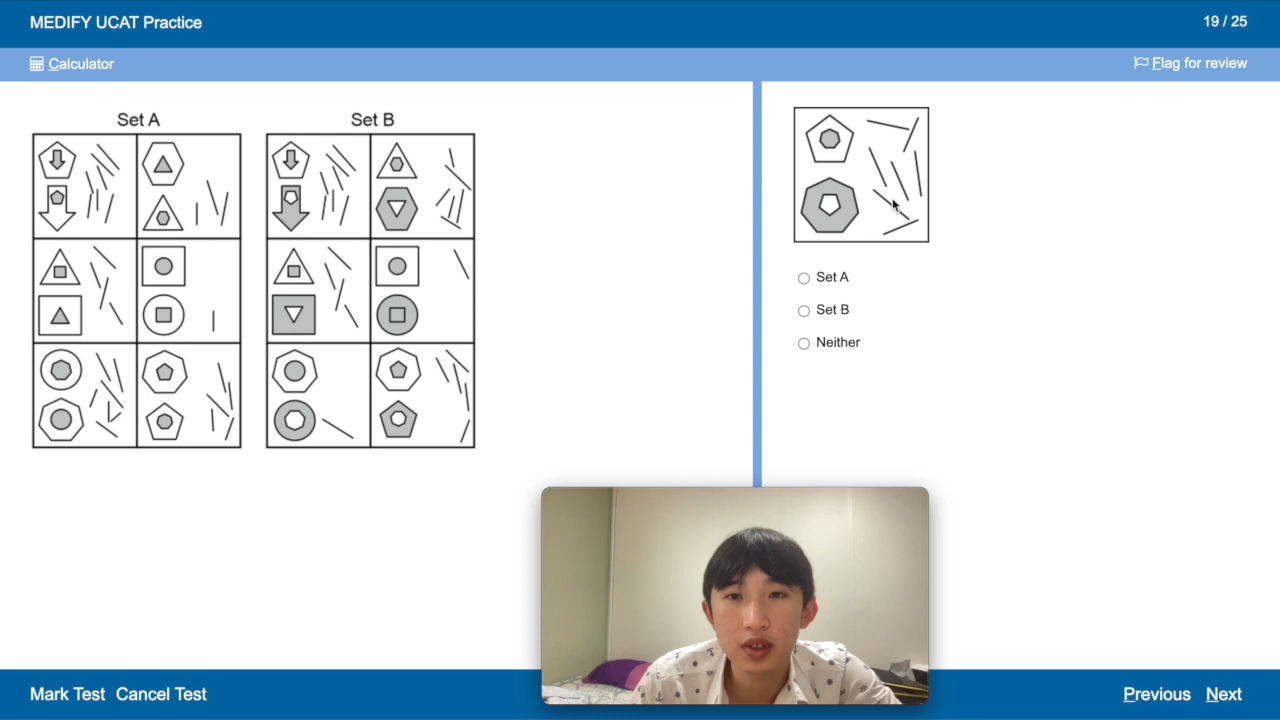 MEDIFY UCAT Practice
19 / 25
Calculator
Flag for review
Set A
Set B
Set A
Set B
Neither
Mark Test
Cancel Test
Previous
Next